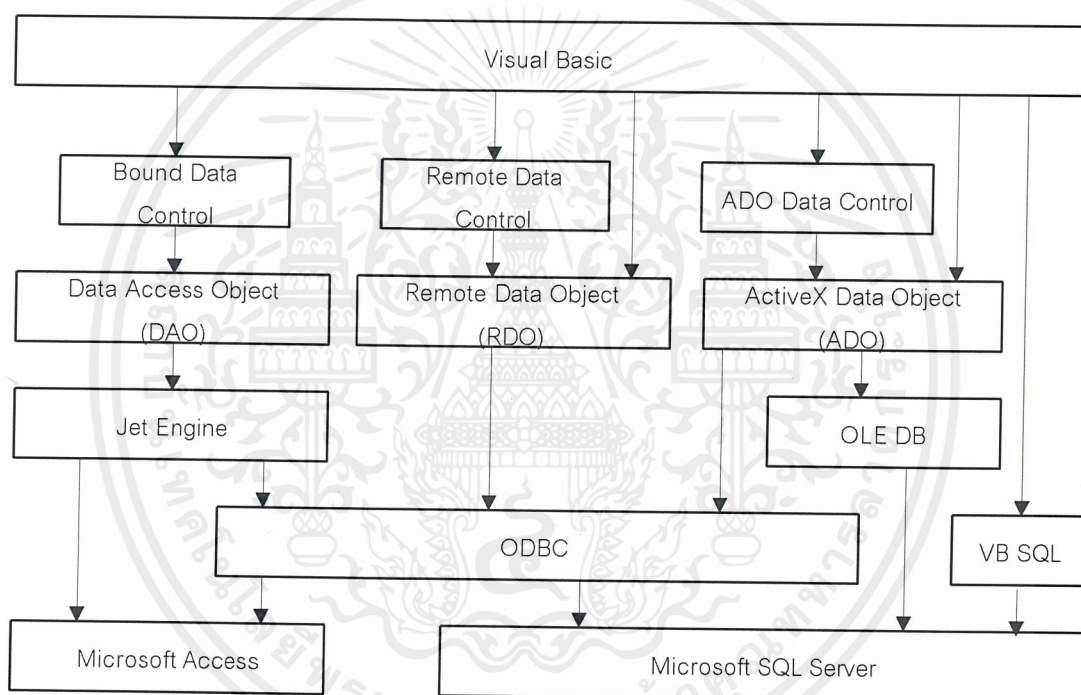 Visual Basic
Bound Data
Control
Remote Data
Control
ADO Data Control
Data Access Object
(DAO)
Remote Data Object
(RDO)
ActiveX Data Object
(ADO)
Jet Engine
OLE DB
ODBC
VB SQL
Microsoft Access
Microsoft SQL Server